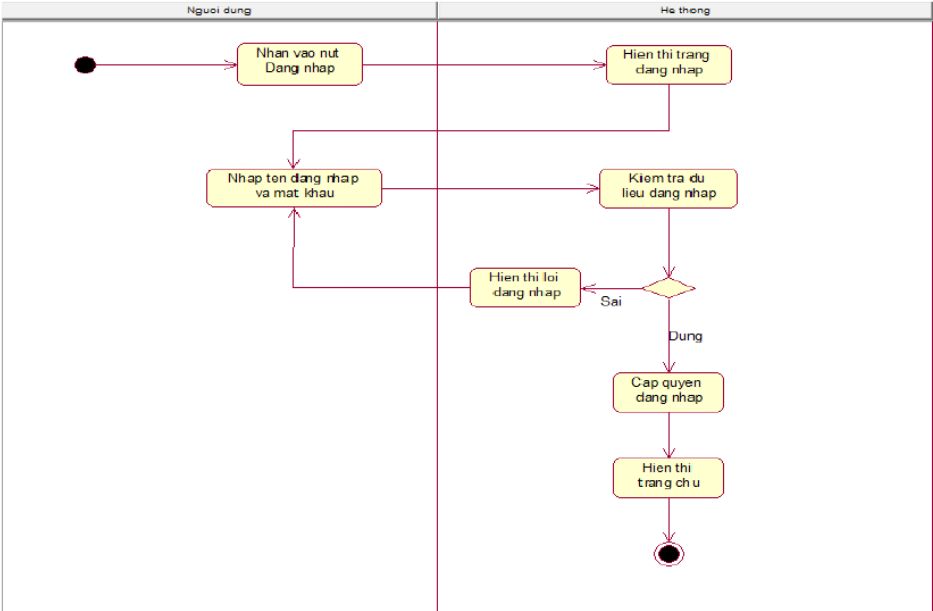 Nguoi dung
He thong
Nhan vao nut
Dang nhap
Hien thi trang
dang nhap
Nhap ten dang nhap
va mat khau
Kiem tra du
lieu dang nhap
Hien thi loi
dang nhap
Sai
Dung
Cap quyen
dang nhap
Hien thi
trang chu